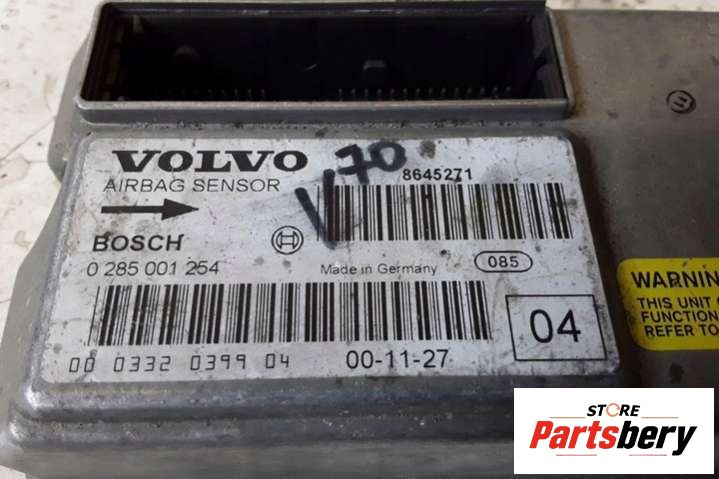 VOLVO
V70
AIRBAG SENSOR
8645271
BOSCH
0 285 001 254
Made in Germany
085
04
00 0332 0399 04
00-11-27
WARNIN
THIS UNIT
FUNCTION
REFER TO
STORE
Partsbery